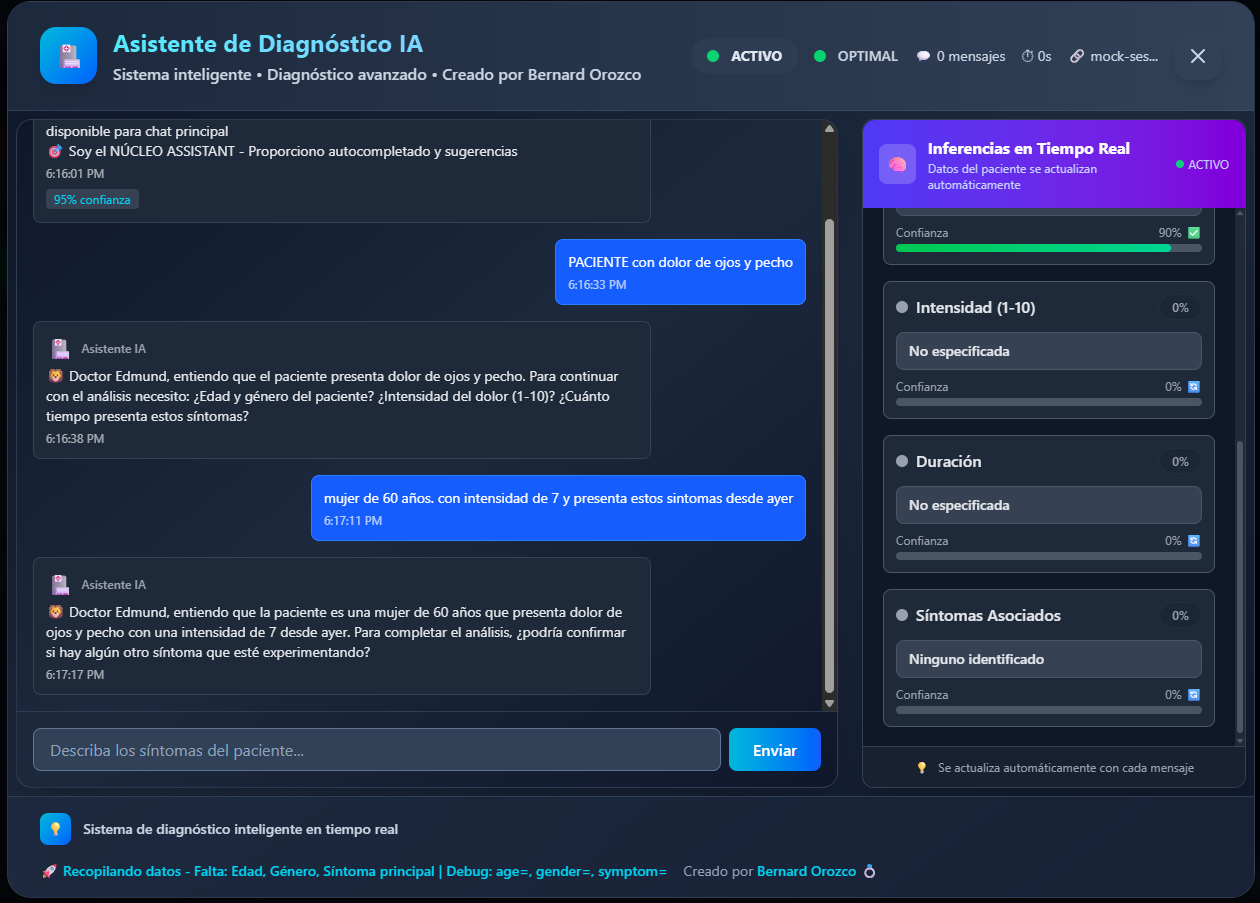 Asistente de Diagnóstico IA
Sistema inteligente • Diagnóstico avanzado • Creado por Bernard Orozco
ACTIVO
OPTIMAL
0 mensajes
0s
mock-ses...
disponible para chat principal
Soy el NÚCLEO ASSISTANT - Proporciono autocompletado y sugerencias
6:16:01 PM
95% confianza
PACIENTE con dolor de ojos y pecho
6:16:33 PM
Asistente IA
Doctor Edmund, entiendo que el paciente presenta dolor de ojos y pecho. Para continuar
con el análisis necesito: ¿Edad y género del paciente? ¿Intensidad del dolor (1-10)? ¿Cuánto
tiempo presenta estos síntomas?
6:16:38 PM
mujer de 60 años. con intensidad de 7 y presenta estos sintomas desde ayer
6:17:11 PM
Asistente IA
Doctor Edmund, entiendo que la paciente es una mujer de 60 años que presenta dolor de
ojos y pecho con una intensidad de 7 desde ayer. Para completar el análisis, ¿podría confirmar
si hay algún otro síntoma que esté experimentando?
6:17:17 PM
Describa los síntomas del paciente...
Enviar
Inferencias en Tiempo Real
Datos del paciente se actualizan
automáticamente
ACTIVO
Confianza 90%
Intensidad (1-10) 0%
No especificada
Confianza 0%
Duración 0%
No especificada
Confianza 0%
Síntomas Asociados 0%
Ninguno identificado
Confianza 0%
Se actualiza automáticamente con cada mensaje
Sistema de diagnóstico inteligente en tiempo real
Recopilando datos - Falta: Edad, Género, Síntoma principal | Debug: age=, gender=, symptom= Creado por Bernard Orozco